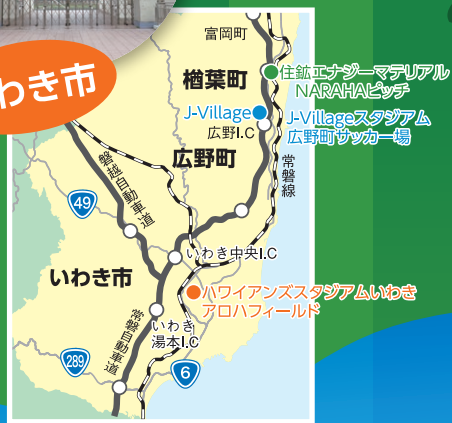 富岡町
楢葉町
住鉱エナジーマテリアル
NARAHAピッチ
わき市
J-Village
J-Villageスタジアム
広野町サッカー場
広野I.C
広野町
常磐線
磐越自動車道
49
いわき中央I.C
いわき市
ハワイアンズスタジアムいわき
アロハフィールド
いわき
湯本I.C
常磐自動車道
289
6